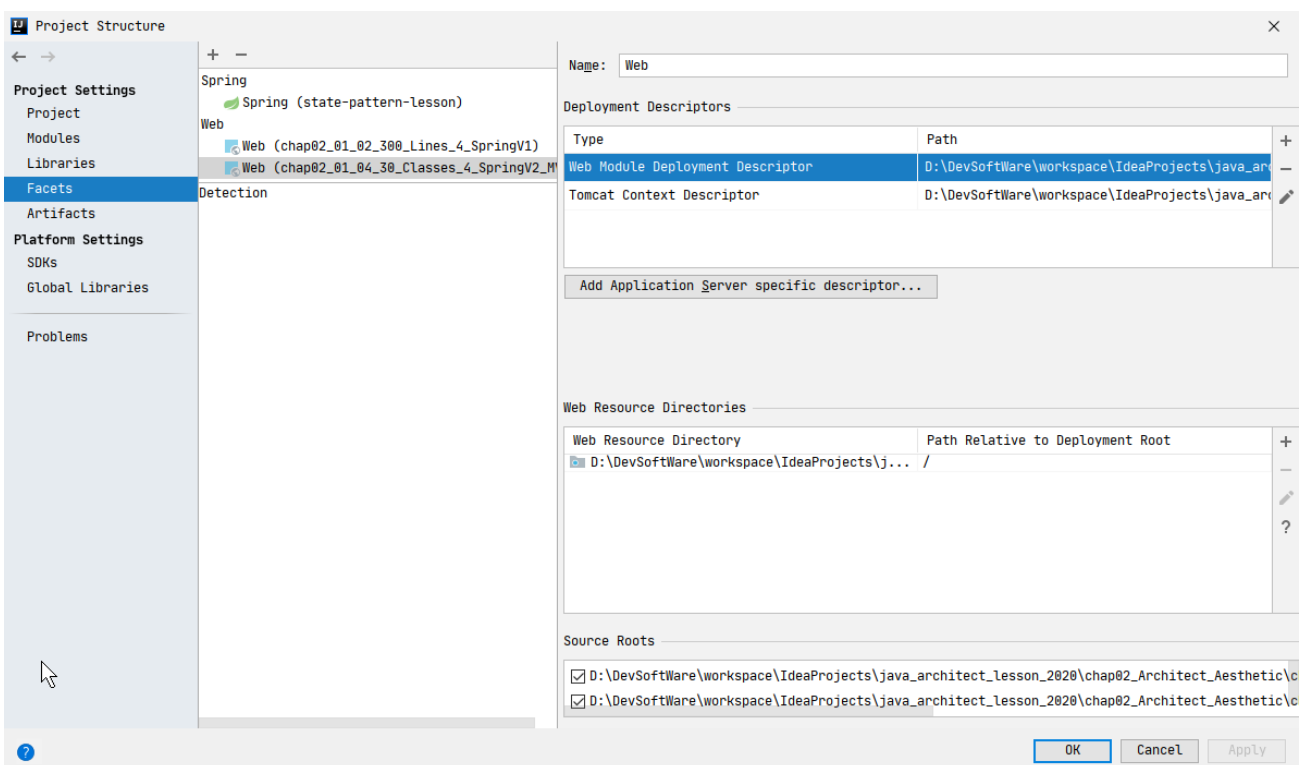 Project Structure
Project Settings
Project
Modules
Libraries
Facets
Artifacts
Platform Settings
SDKs
Global Libraries
Problems
Spring
Spring (state-pattern-lesson)
Web
Web (chap02_01_02_300_Lines_4_SpringV1)
Web (chap02_01_04_30_Classes_4_SpringV2_M
Detection
Name: Web
Deployment Descriptors
Type Path
Web Module Deployment Descriptor D:\DevSoftWare\workspace\IdeaProjects\java_arc
Tomcat Context Descriptor D:\DevSoftWare\workspace\IdeaProjects\java_arc
Add Application Server specific descriptor...
Web Resource Directories
Web Resource Directory Path Relative to Deployment Root
D:\DevSoftWare\workspace\IdeaProjects\j... /
?
Source Roots
D:\DevSoftWare\workspace\IdeaProjects\java_architect_lesson_2020\chap02_Architect_Aesthetic\c
D:\DevSoftWare\workspace\IdeaProjects\java_architect_lesson_2020\chap02_Architect_Aesthetic\c
? OK Cancel Apply